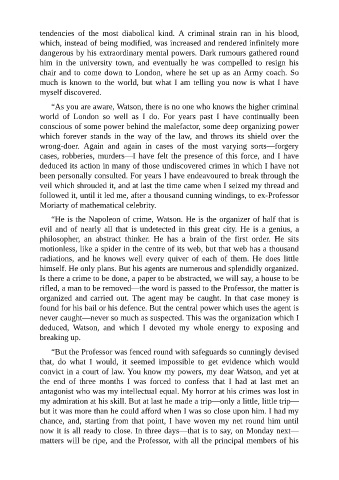 tendencies of the most diabolical kind. A criminal strain ran in his blood,
which, instead of being modified, was increased and rendered infinitely more
dangerous by his extraordinary mental powers. Dark rumours gathered round
him in the university town, and eventually he was compelled to resign his
chair and to come down to London, where he set up as an Army coach. So
much is known to the world, but what I am telling you now is what I have
myself discovered.
“As you are aware, Watson, there is no one who knows the higher criminal
world of London so well as I do. For years past I have continually been
conscious of some power behind the malefactor, some deep organizing power
which forever stands in the way of the law, and throws its shield over the
wrong-doer. Again and again in cases of the most varying sorts—forgery
cases, robberies, murders—I have felt the presence of this force, and I have
deduced its action in many of those undiscovered crimes in which I have not
been personally consulted. For years I have endeavoured to break through the
veil which shrouded it, and at last the time came when I seized my thread and
followed it, until it led me, after a thousand cunning windings, to ex-Professor
Moriarty of mathematical celebrity.
“He is the Napoleon of crime, Watson. He is the organizer of half that is
evil and of nearly all that is undetected in this great city. He is a genius, a
philosopher, an abstract thinker. He has a brain of the first order. He sits
motionless, like a spider in the centre of its web, but that web has a thousand
radiations, and he knows well every quiver of each of them. He does little
himself. He only plans. But his agents are numerous and splendidly organized.
Is there a crime to be done, a paper to be abstracted, we will say, a house to be
rifled, a man to be removed—the word is passed to the Professor, the matter is
organized and carried out. The agent may be caught. In that case money is
found for his bail or his defence. But the central power which uses the agent is
never caught—never so much as suspected. This was the organization which I
deduced, Watson, and which I devoted my whole energy to exposing and
breaking up.
“But the Professor was fenced round with safeguards so cunningly devised
that, do what I would, it seemed impossible to get evidence which would
convict in a court of law. You know my powers, my dear Watson, and yet at
the end of three months I was forced to confess that I had at last met an
antagonist who was my intellectual equal. My horror at his crimes was lost in
my admiration at his skill. But at last he made a trip—only a little, little trip—
but it was more than he could afford when I was so close upon him. I had my
chance, and, starting from that point, I have woven my net round him until
now it is all ready to close. In three days—that is to say, on Monday next—
matters will be ripe, and the Professor, with all the principal members of his